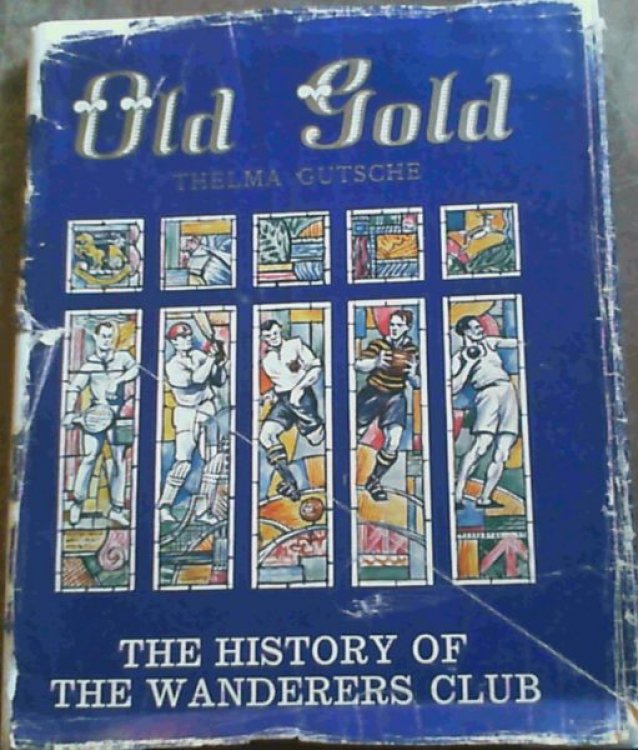 Old Gold
THELMA GUTSCHE
THE HISTORY OF
THE WANDERERS CLUB